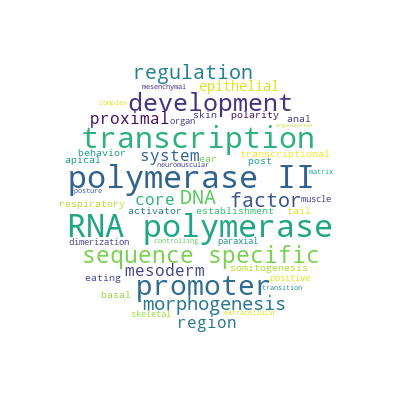 mesenchymal
regulation epithelial
complex development
proximal organ skin polarity anal organization
transcription
behavior system ear transcriptional
apical neuromuscular post
polymerase II matrix
posture
respiratory core DNA factor muscle
activator establishment tail
RNA polymerase
dimerization controlling paraxial
sequence specific
eating mesoderm somitogenesis
positive
basal promoter transition
morphogenesis
skeletal region extracellular